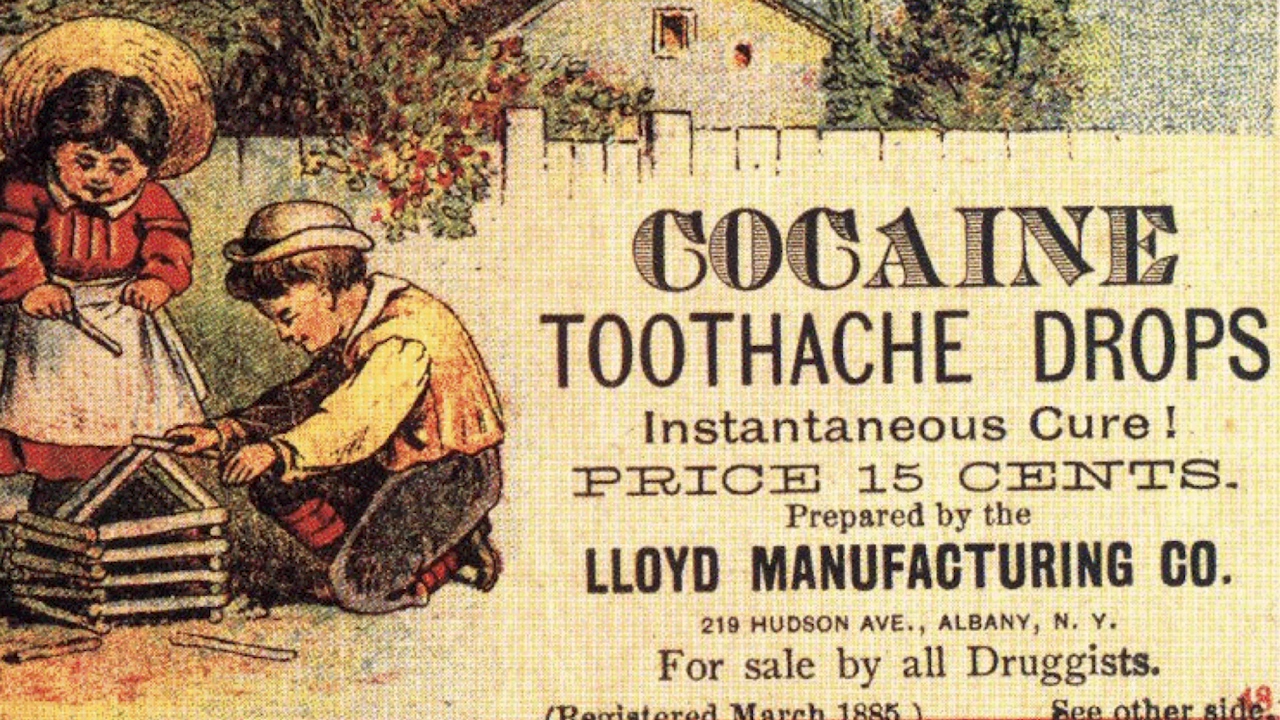 COCAINE
TOOTHACHE DROPS
Instantaneous Cure!
PRICE 15 CENTS.
Prepared by the
LLOYD MANUFACTURING CO.
219 HUDSON AVE., ALBANY, N. Y.
For sale by all Druggists.
(Registered March 1885.) See other side.